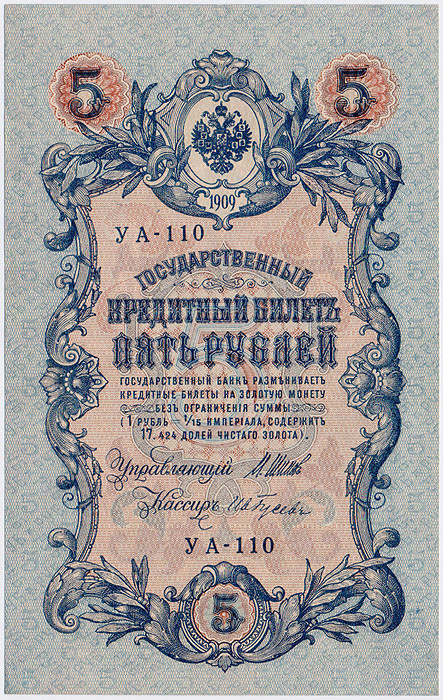 5 5
1909
УА-110
ГОСУДАРСТВЕННЫЙ
КРЕДИТНЫЙ БИЛЕТЪ
ПЯТЬ РУБЛЕЙ
ГОСУДАРСТВЕННЫЙ БАНКЪ РАЗМѢНИВАЕТЪ
КРЕДИТНЫЕ БИЛЕТЫ НА ЗОЛОТУЮ МОНЕТУ
БЕЗЪ ОГРАНИЧЕНІЯ СУММЫ
(1 РУБЛЬ = 1/15 ИМПЕРІАЛА, СОДЕРЖИТЪ
17,424 ДОЛЕЙ ЧИСТАГО ЗОЛОТА).
Управляющій И. Шипов
Кассиръ
УА-110
5